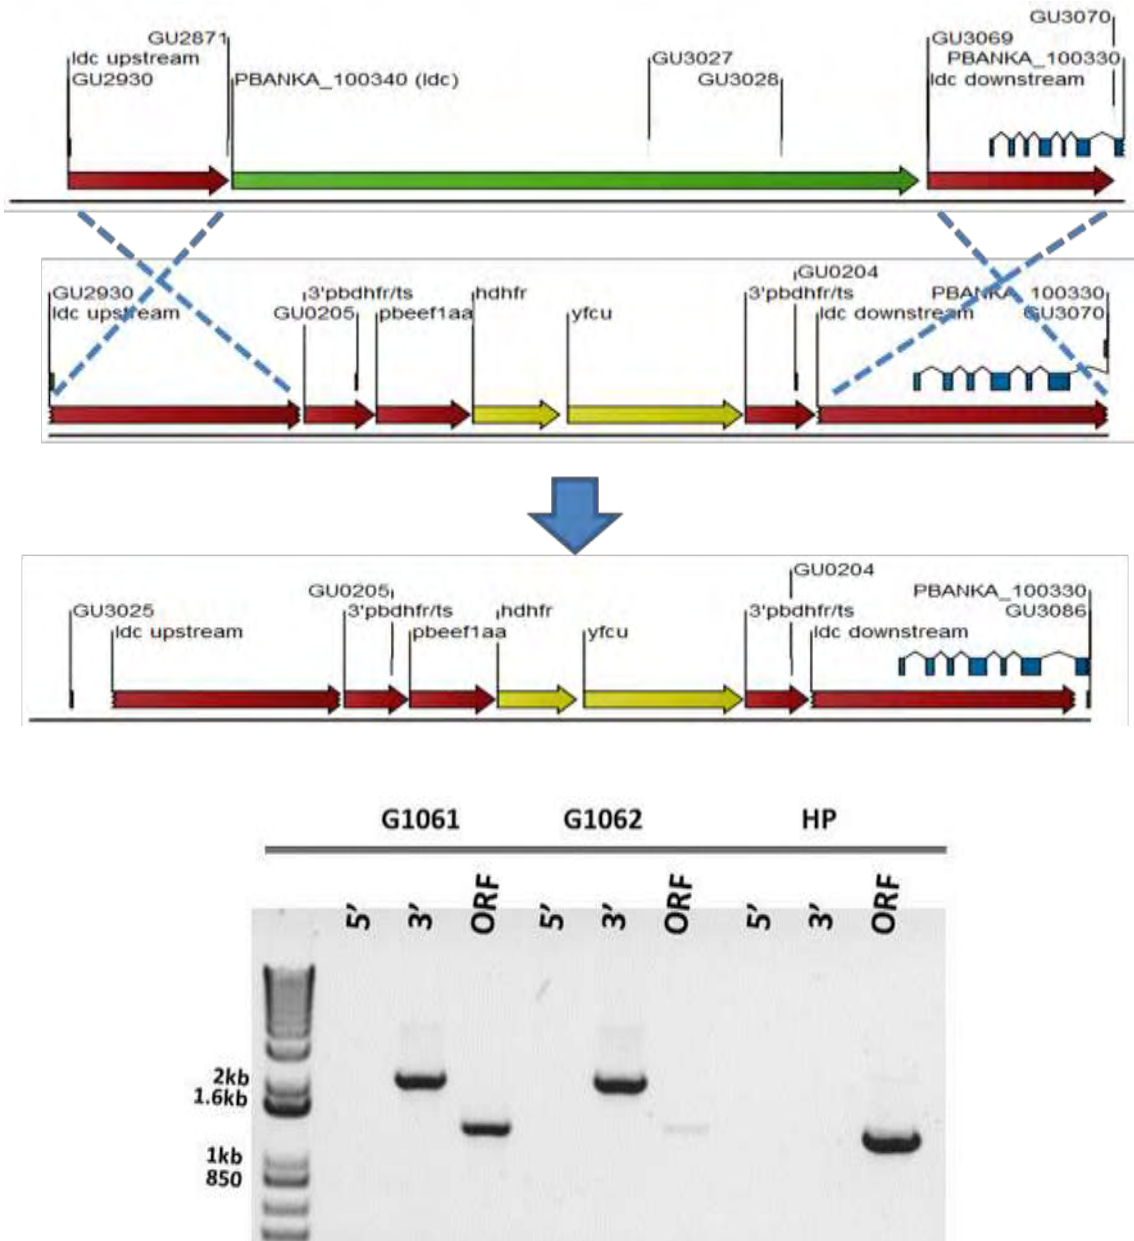 GU3070
GU2871
GU3069
ldc upstream
GU3027
PBANKA_100330
GU2930
PBANKA_100340 (ldc)
GU3028
ldc downstream
GU0204
GU2930
3'pbdhfr/ts
hdhfr
3'pbdhfr/ts
PBANKA_100330
ldc upstream
GU0205
pbeef1aa
yfcu
ldc downstream
GU3070
GU0204
GU0205
PBANKA_100330
GU3025
3'pbdhfr/ts
hdhfr
3'pbdhfr/ts
GU3086
ldc upstream
pbeef1aa
yfcu
ldc downstream
G1061 G1062 HP
5' 3' ORF 5' 3' ORF 5' 3' ORF
2kb
1.6kb
1kb
850